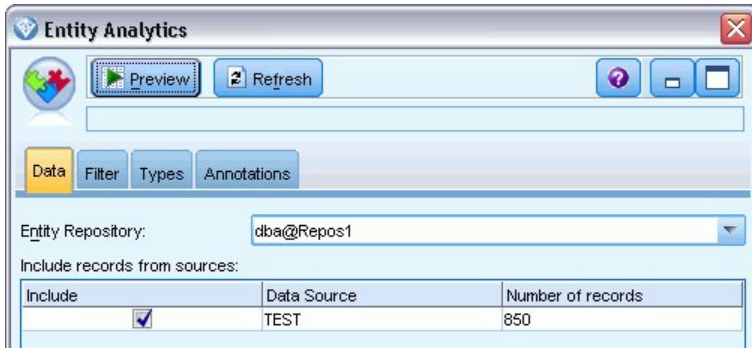 Entity Analytics
Preview Refresh
Data Filter Types Annotations
Entity Repository: dba@Repos1
Include records from sources:
Include Data Source Number of records
TEST 850